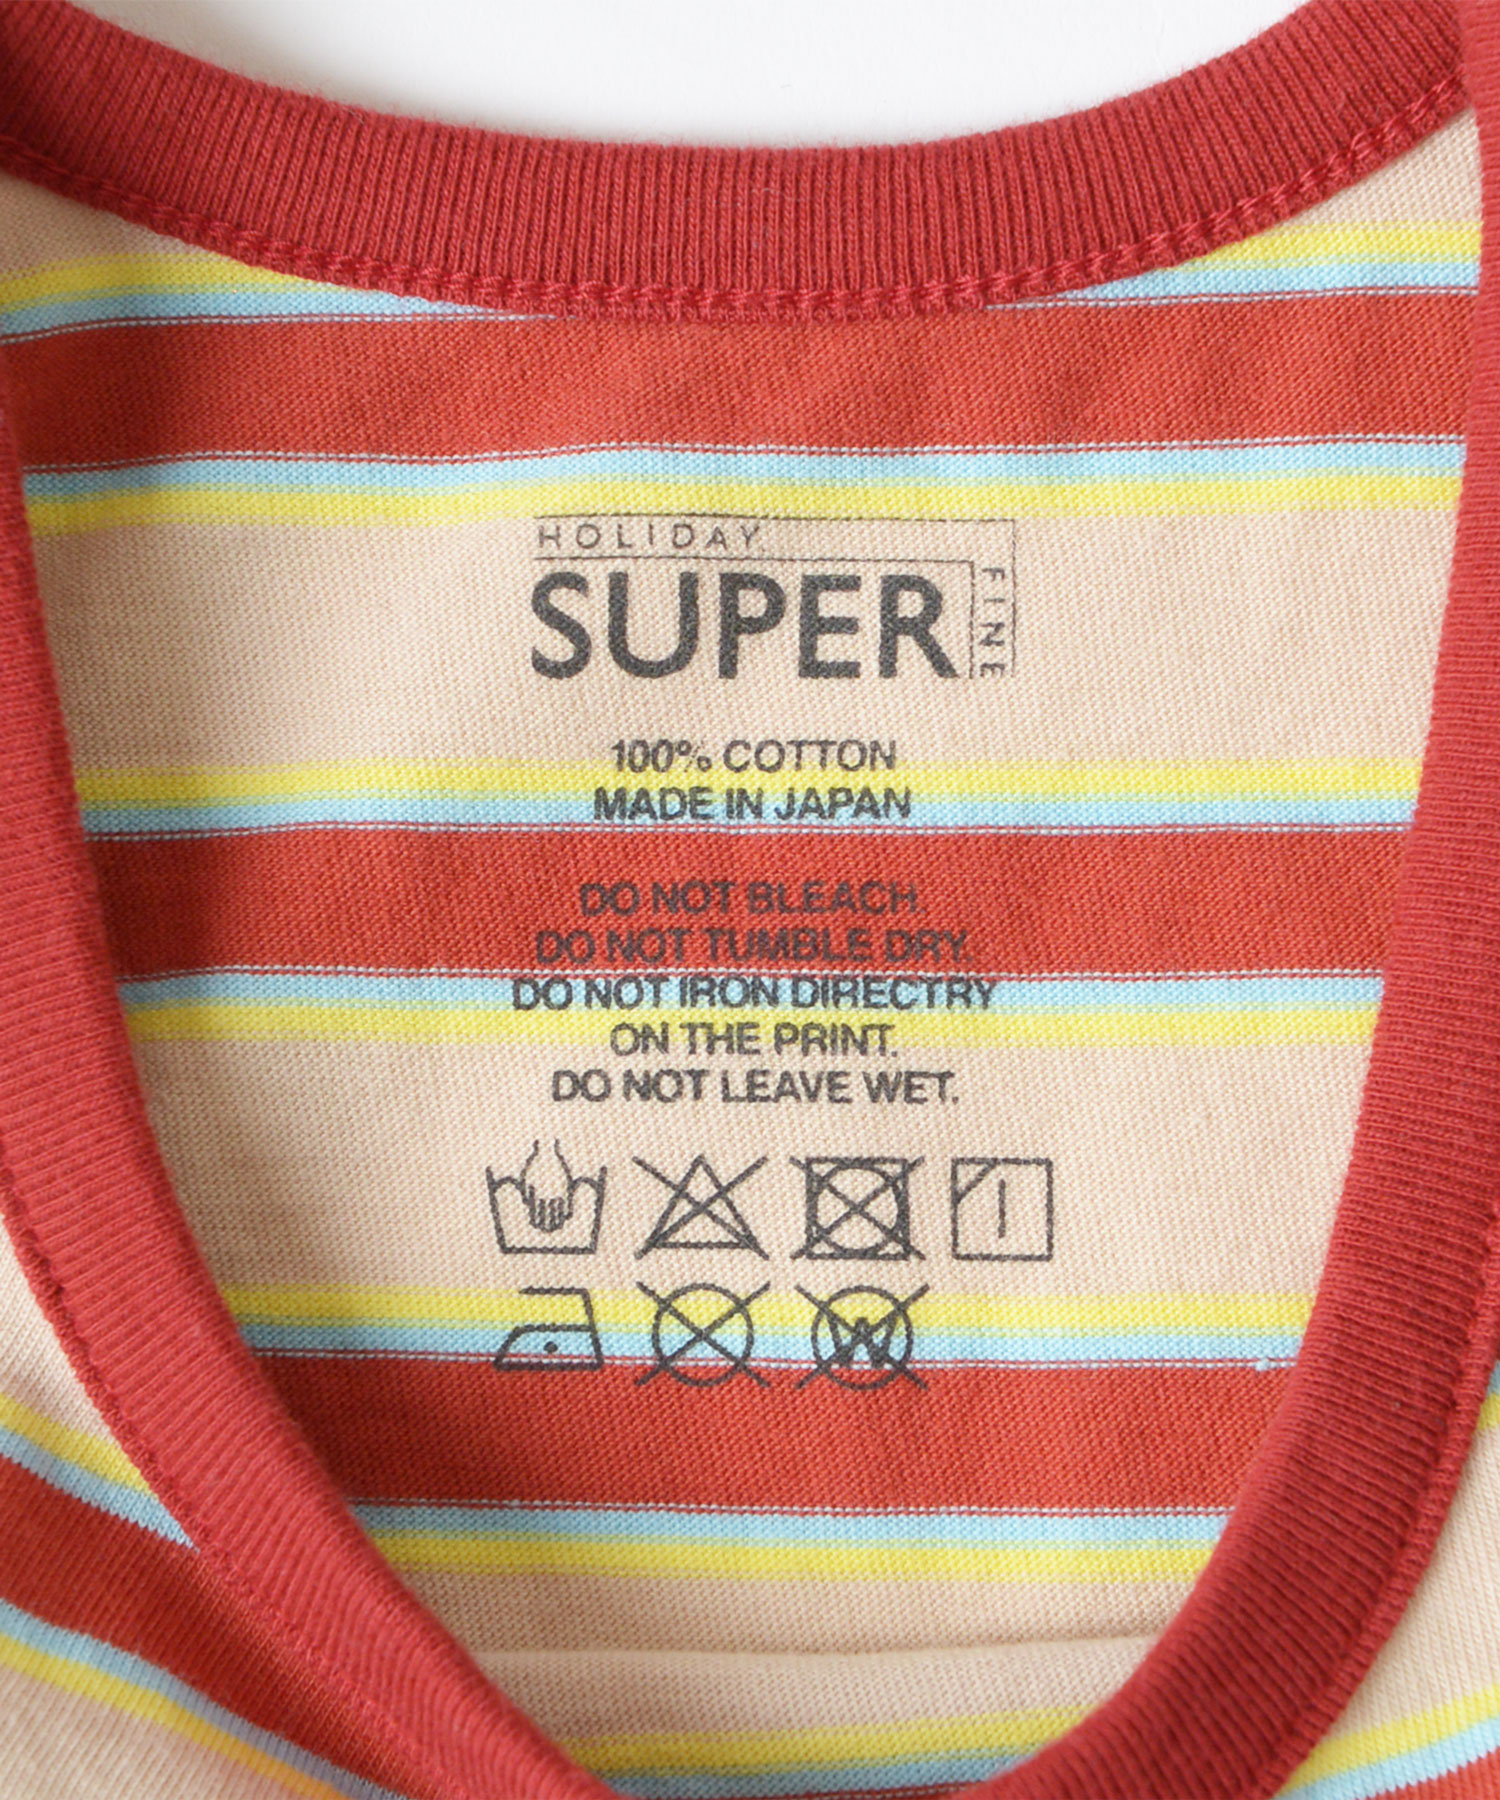 HOLIDAY
SUPER
FINE
100% COTTON
MADE IN JAPAN
DO NOT BLEACH.
DO NOT TUMBLE DRY.
DO NOT IRON DIRECTRY
ON THE PRINT.
DO NOT LEAVE WET.
W